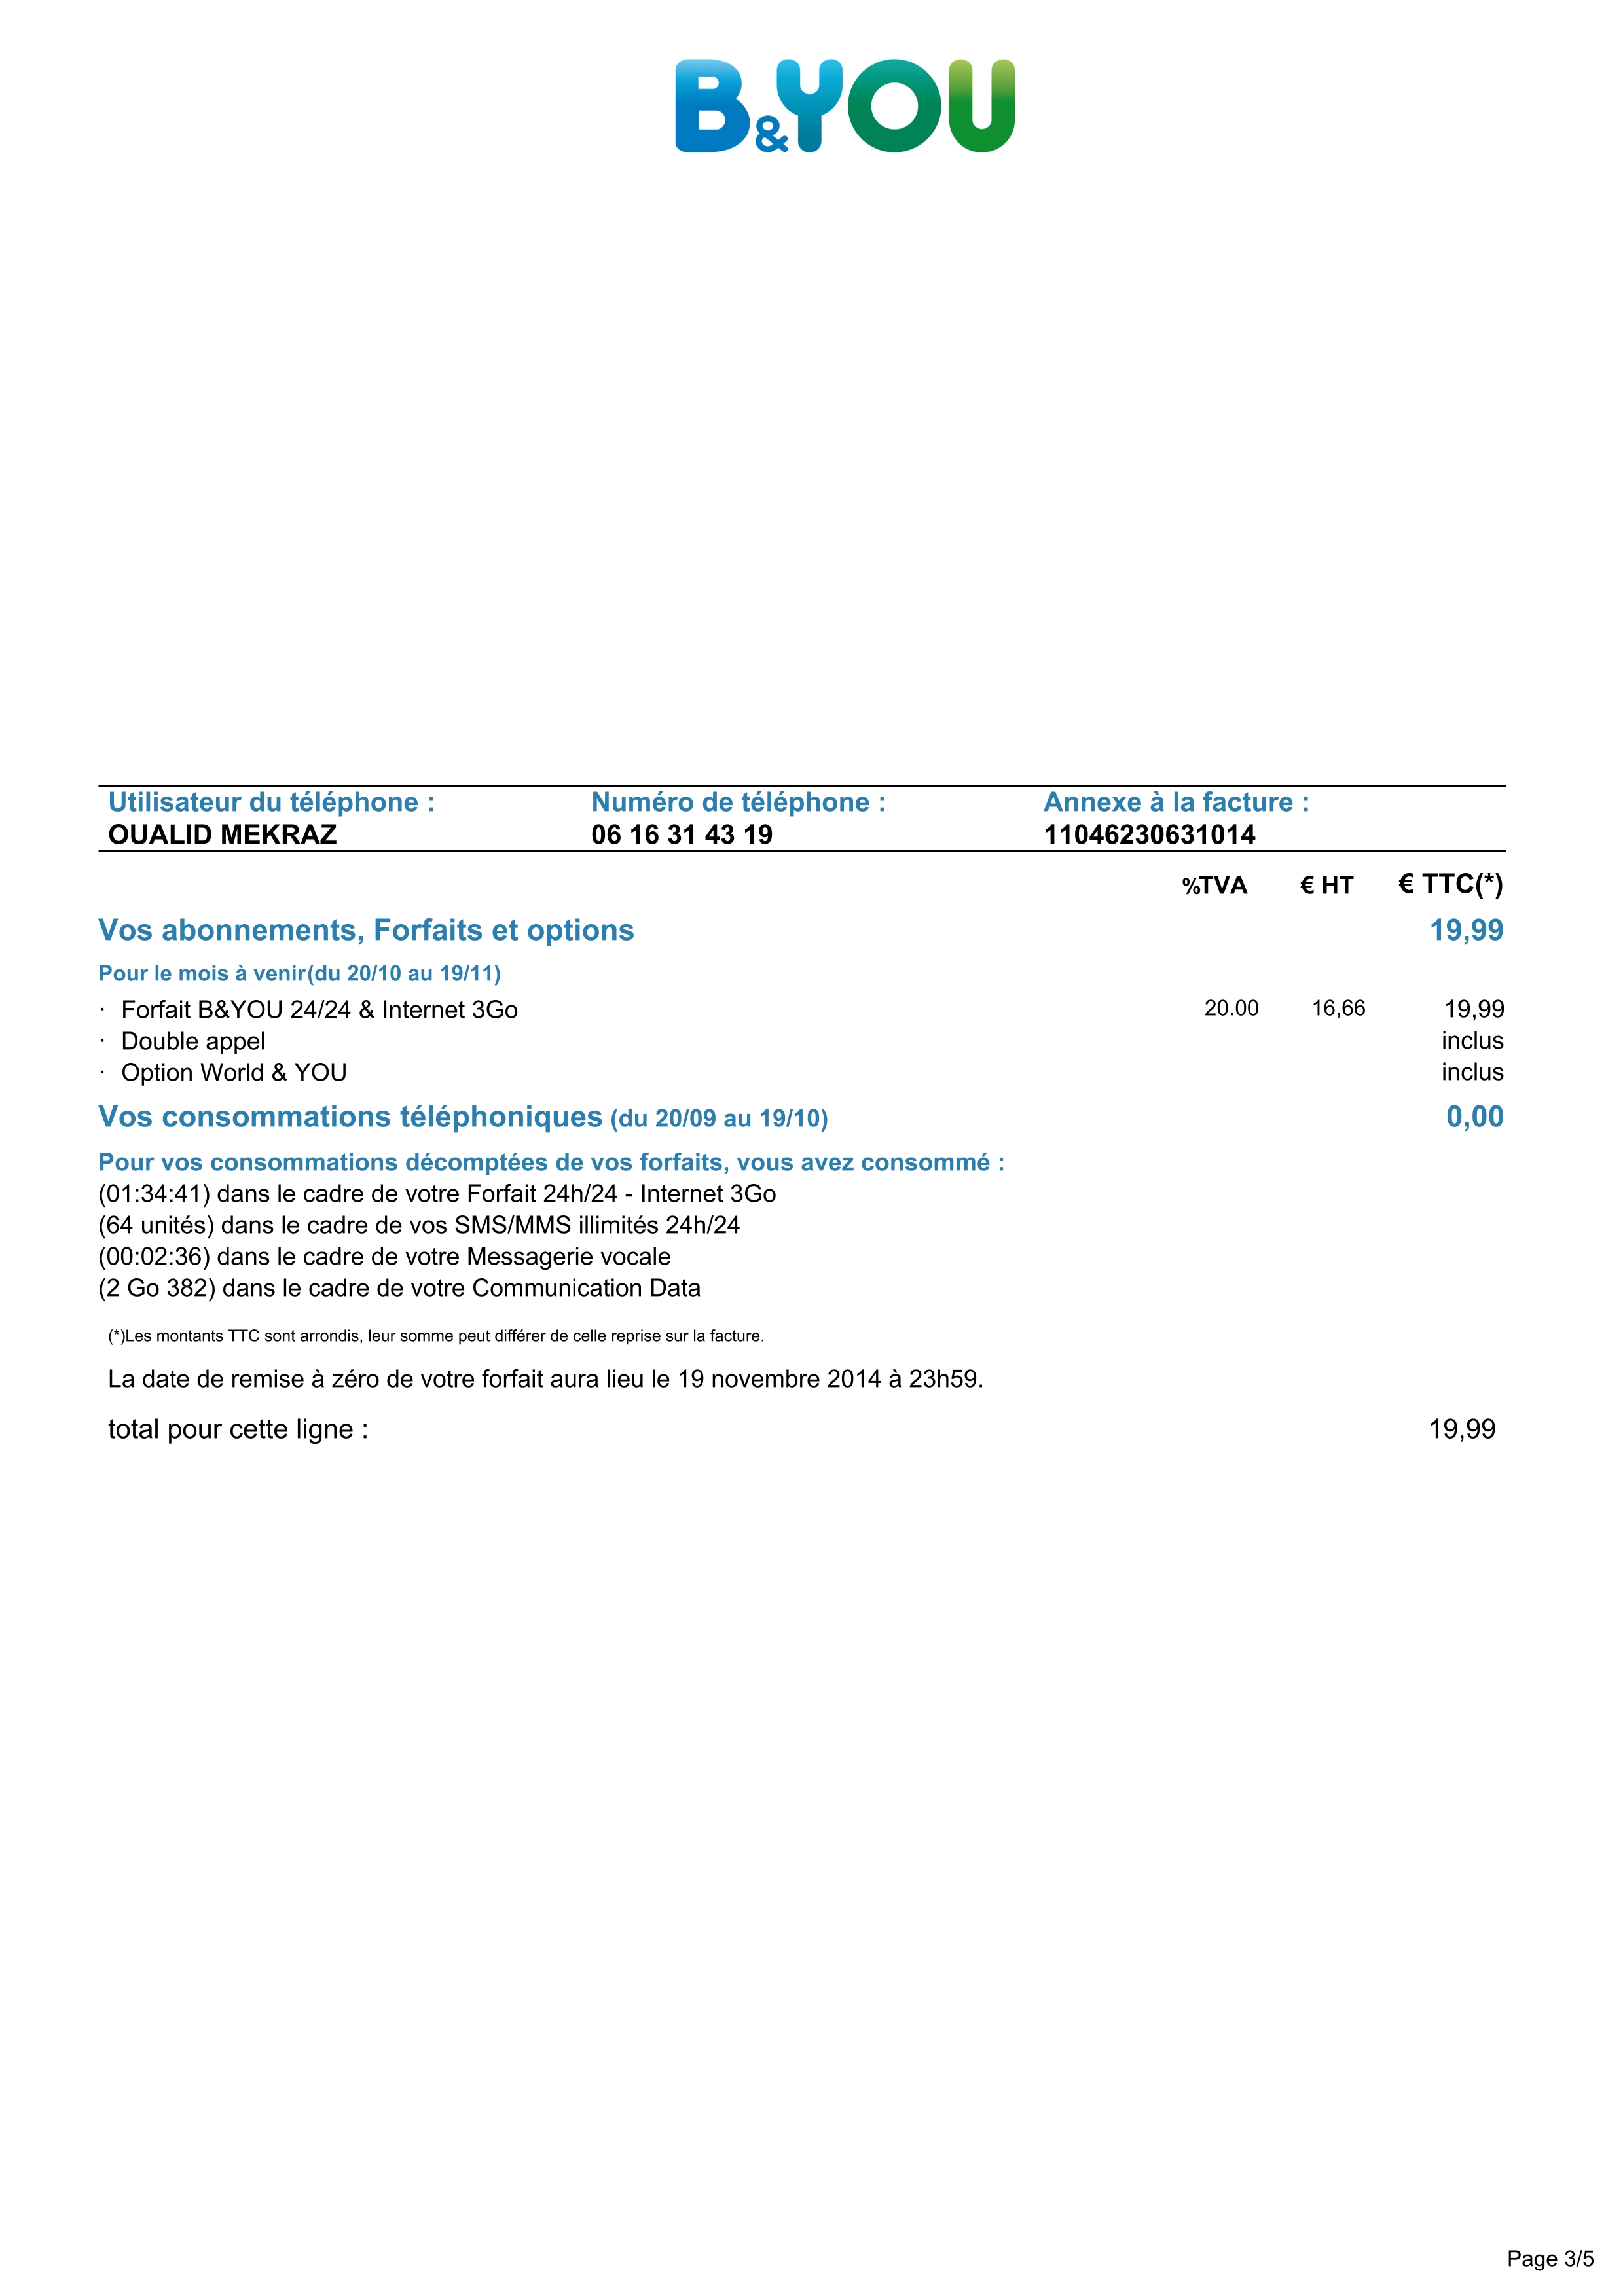 B&YOU
Utilisateur du téléphone : Numéro de téléphone : Annexe à la facture :
OUALID MEKRAZ 06 16 31 43 19 11046230631014
%TVA € HT € TTC(*)
Vos abonnements, Forfaits et options 19,99
Pour le mois à venir(du 20/10 au 19/11)
· Forfait B&YOU 24/24 & Internet 3Go 20.00 16,66 19,99
· Double appel inclus
· Option World & YOU inclus
Vos consommations téléphoniques (du 20/09 au 19/10) 0,00
Pour vos consommations décomptées de vos forfaits, vous avez consommé :
(01:34:41) dans le cadre de votre Forfait 24h/24 - Internet 3Go
(64 unités) dans le cadre de vos SMS/MMS illimités 24h/24
(00:02:36) dans le cadre de votre Messagerie vocale
(2 Go 382) dans le cadre de votre Communication Data
(*)Les montants TTC sont arrondis, leur somme peut différer de celle reprise sur la facture.
La date de remise à zéro de votre forfait aura lieu le 19 novembre 2014 à 23h59.
total pour cette ligne : 19,99
Page 3/5